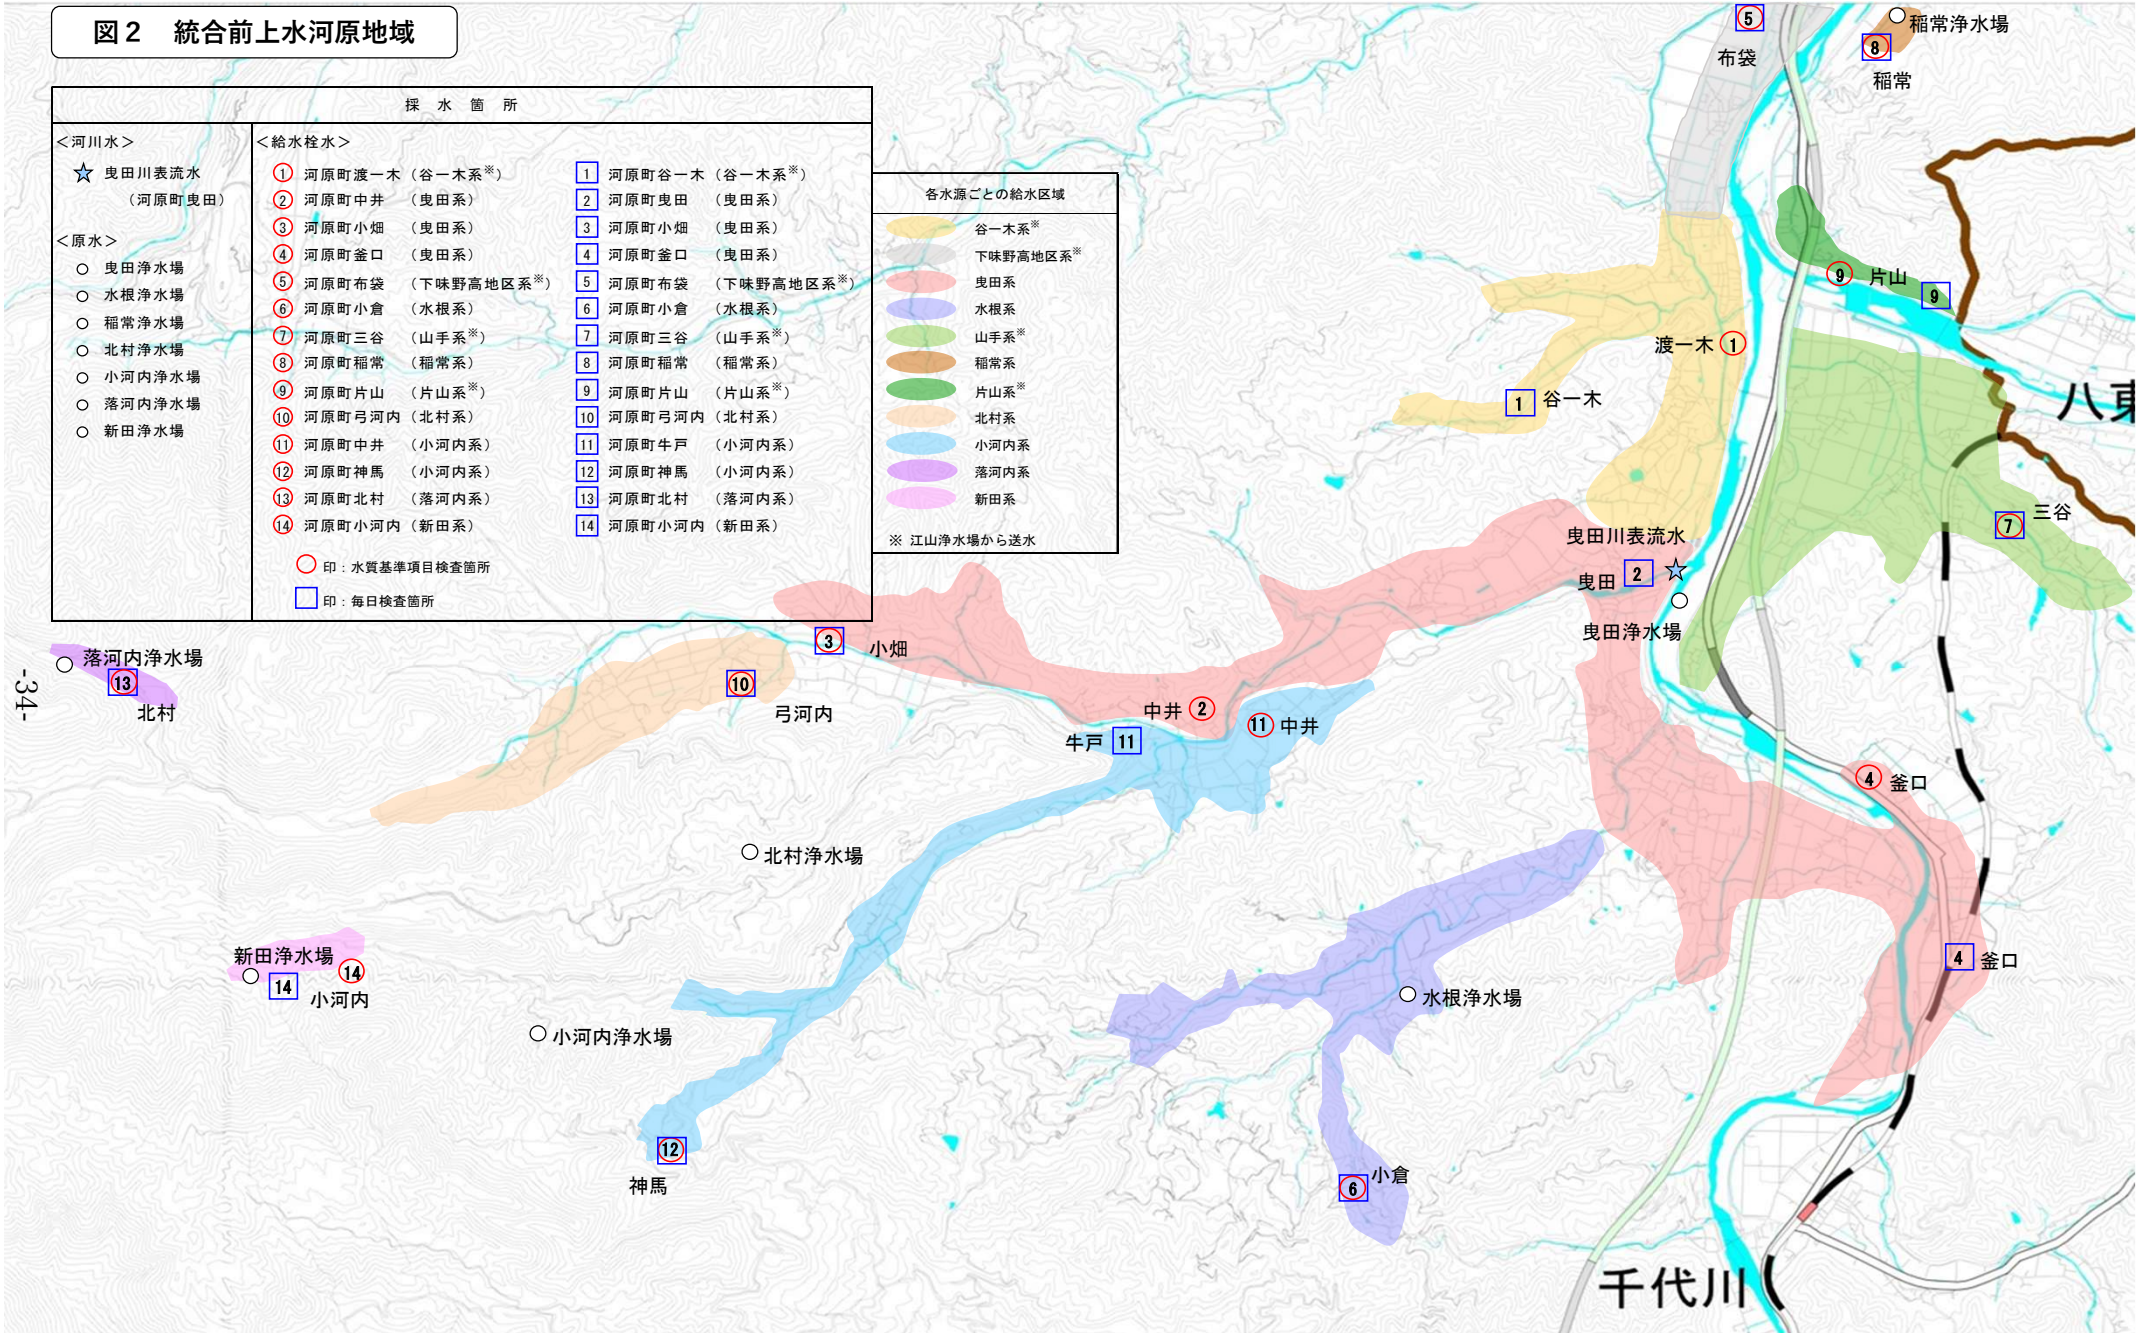 図２　統合前上水河原地域
採　水　箇　所
＜河川水＞
☆ 曳田川表流水
（河原町曳田）
＜原水＞
○ 曳田浄水場
○ 水根浄水場
○ 稲常浄水場
○ 北村浄水場
○ 小河内浄水場
○ 落河内浄水場
○ 新田浄水場
＜給水栓水＞
① 河原町渡一木（谷一木系※）
② 河原町中井　（曳田系）
③ 河原町小畑　（曳田系）
④ 河原町釜口　（曳田系）
⑤ 河原町布袋　（下味野高地区系※）
⑥ 河原町小倉　（水根系）
⑦ 河原町三谷　（山手系※）
⑧ 河原町稲常　（稲常系）
⑨ 河原町片山　（片山系※）
⑩ 河原町弓河内（北村系）
⑪ 河原町中井　（小河内系）
⑫ 河原町神馬　（小河内系）
⑬ 河原町北村　（落河内系）
⑭ 河原町小河内（新田系）
1 河原町谷一木（谷一木系※）
2 河原町曳田　（曳田系）
3 河原町小畑　（曳田系）
4 河原町釜口　（曳田系）
5 河原町布袋　（下味野高地区系※）
6 河原町小倉　（水根系）
7 河原町三谷　（山手系※）
8 河原町稲常　（稲常系）
9 河原町片山　（片山系※）
10 河原町弓河内（北村系）
11 河原町牛戸　（小河内系）
12 河原町神馬　（小河内系）
13 河原町北村　（落河内系）
14 河原町小河内（新田系）
○ 印：水質基準項目検査箇所
□ 印：毎日検査箇所
各水源ごとの給水区域
谷一木系※
下味野高地区系※
曳田系
水根系
山手系※
稲常系
片山系※
北村系
小河内系
落河内系
新田系
※ 江山浄水場から送水
5
布袋
稲常浄水場
8
稲常
9 片山
9
渡一木 1
1 谷一木
八東
三谷
7
曳田川表流水
曳田 2
曳田浄水場
3
小畑
落河内浄水場
13
北村
10
弓河内
中井 2
11 中井
牛戸 11
4 釜口
北村浄水場
新田浄水場
14
14
小河内
4 釜口
水根浄水場
小河内浄水場
12
神馬
小倉
6
千代川
-34-